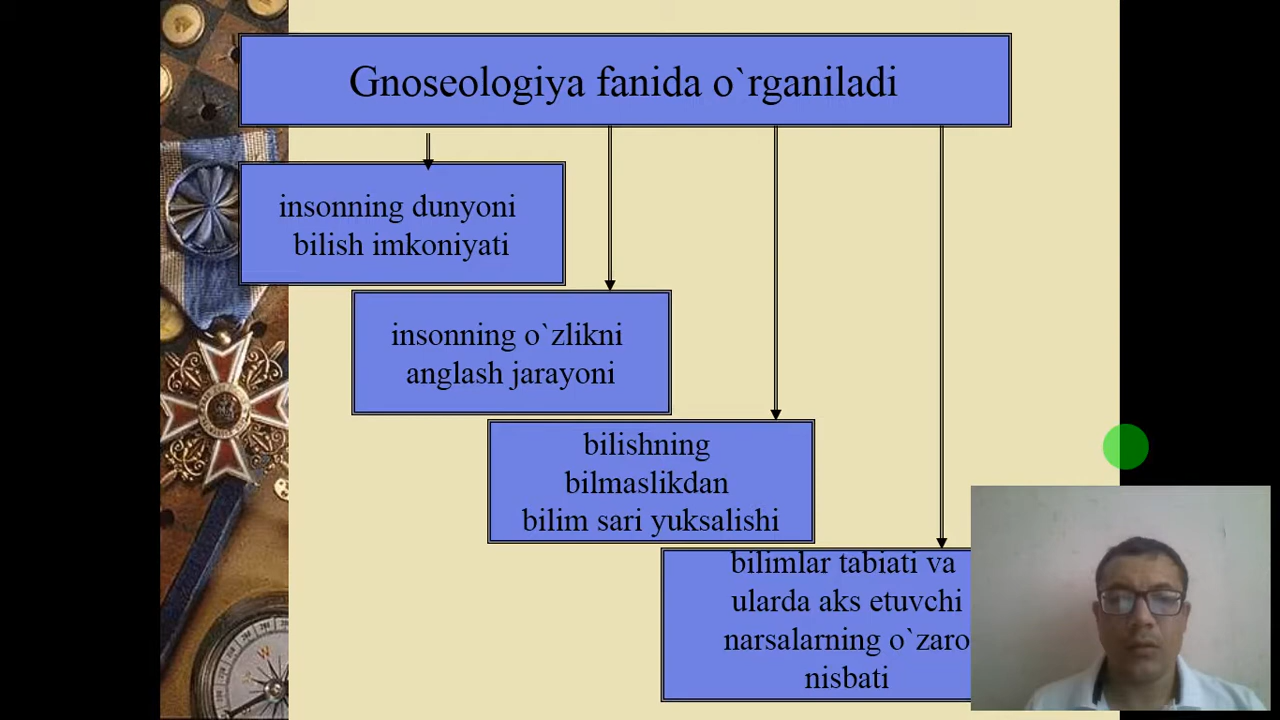 Gnoseologiya fanida o`rganiladi
insonning dunyoni
bilish imkoniyati
insonning o`zlikni
anglash jarayoni
bilishning
bilmaslikdan
bilim sari yuksalishi
bilimlar tabiati va
ularda aks etuvchi
narsalarning o`zaro
nisbati